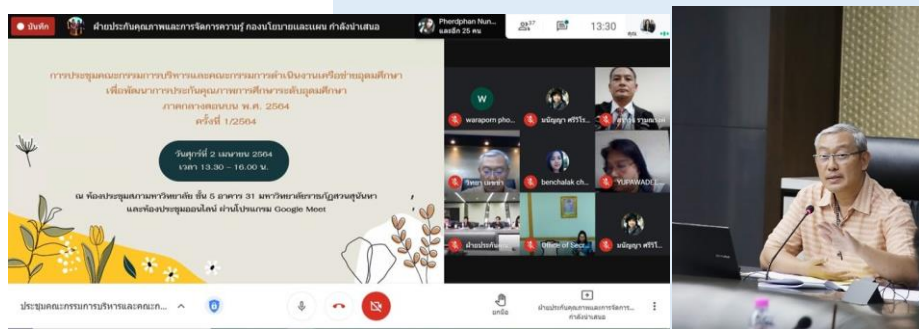 บันทึก
ฝ่ายประกันคุณภาพและการจัดการความรู้ กองนโยบายและแผน กำลังนำเสนอ
Pherdphan Nun...
และอีก 25 คน
27
13:30
คุณ
การประชุมคณะกรรมการบริหารและคณะกรรมการดำเนินงานเครือข่ายอุดมศึกษา
เพื่อพัฒนาการประกันคุณภาพการศึกษาระดับอุดมศึกษา
ภาคกลางตอนบน พ.ศ. 2564
ครั้งที่ 1/2564
วันศุกร์ที่ 2 เมษายน 2564
เวลา 13.30 - 16.00 น.
ณ ห้องประชุมสภามหาวิทยาลัย ชั้น 5 อาคาร 31 มหาวิทยาลัยราชภัฏสวนสุนันทา
และห้องประชุมออนไลน์ ผ่านโปรแกรม Google Meet
W
waraporn pho...
benchalak ch...
YUPAWADEE...
ฝ่ายประกันคุ...
Office of Secr...
ประชุมคณะกรรมการบริหารและคณะก...
ยกมือ
ฝ่ายประกันคุณภาพและการจัดการ...
กำลังนำเสนอ